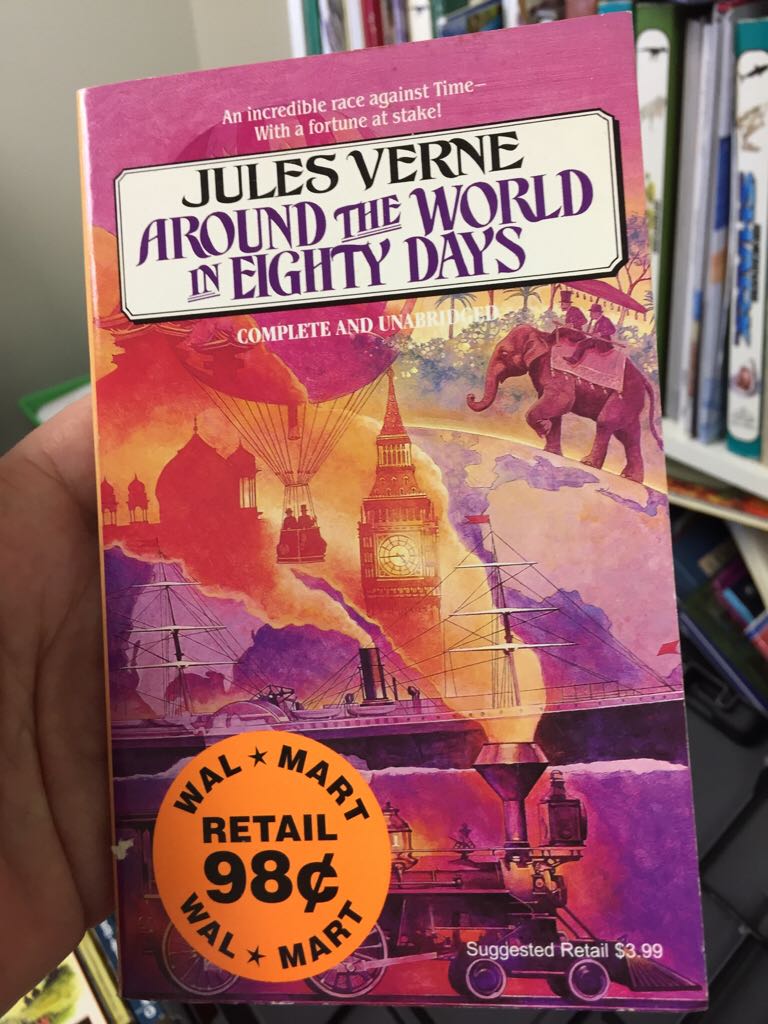 An incredible race against Time—
With a fortune at stake!
JULES VERNE
AROUND THE WORLD
IN EIGHTY DAYS
COMPLETE AND UNABRIDGED
WAL ★ MART
RETAIL
98¢
WAL ★ MART
Suggested Retail $3.99